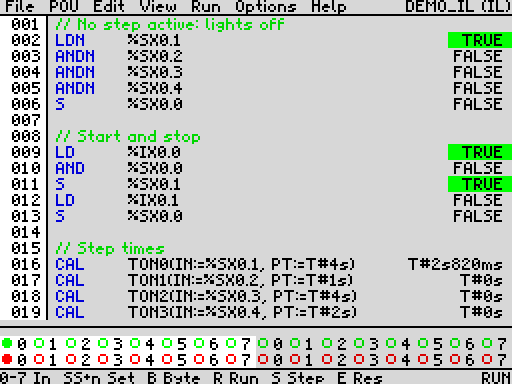 File POU Edit View Run Options Help DEMO_IL (IL)
001 // No step active: lights off
002 LDN %SX0.1 TRUE
003 ANDN %SX0.2 FALSE
004 ANDN %SX0.3 FALSE
005 ANDN %SX0.4 FALSE
006 S %SX0.0 FALSE
007
008 // Start and stop
009 LD %IX0.0 TRUE
010 AND %SX0.0 FALSE
011 S %SX0.1 TRUE
012 LD %IX0.1 FALSE
013 S %SX0.0 FALSE
014
015 // Step times
016 CAL TON0(IN:=%SX0.1, PT:=T#4s) T#2s820ms
017 CAL TON1(IN:=%SX0.2, PT:=T#1s) T#0s
018 CAL TON2(IN:=%SX0.3, PT:=T#4s) T#0s
019 CAL TON3(IN:=%SX0.4, PT:=T#2s) T#0s
0 1 2 3 4 5 6 7 0 1 2 3 4 5 6 7
0 1 2 3 4 5 6 7 0 1 2 3 4 5 6 7
0-7 In SS+n Set B Byte R Run S Step E Res RUN